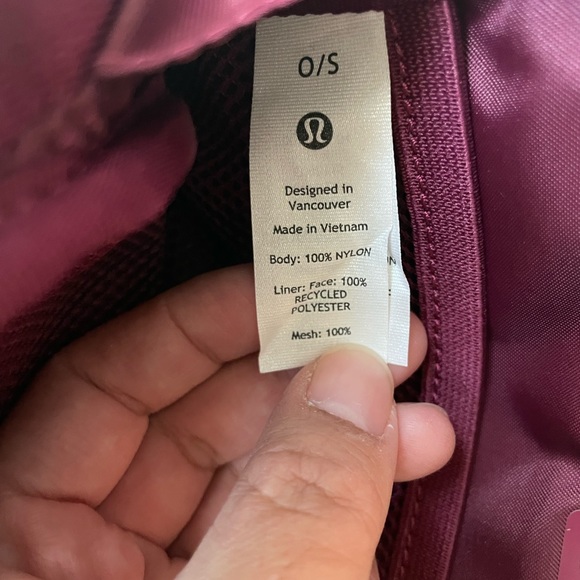 O/S
Designed in
Vancouver
Made in Vietnam
Body: 100% NYLON
Liner: Face: 100%
RECYCLED
POLYESTER
Mesh: 100%